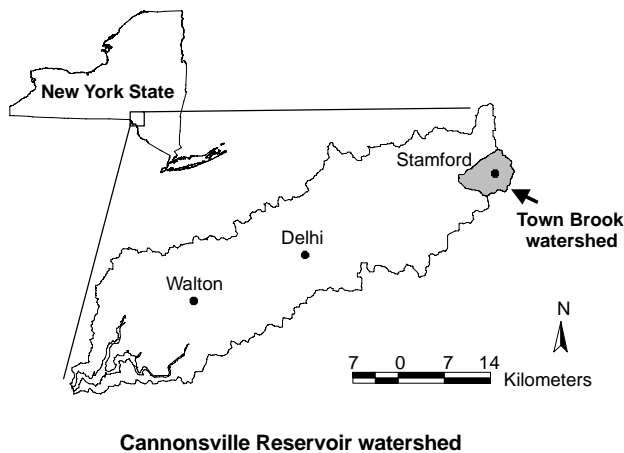 New York State
Stamford
Town Brook
watershed
Delhi
Walton
N
7 0 7 14
Kilometers
Cannonsville Reservoir watershed